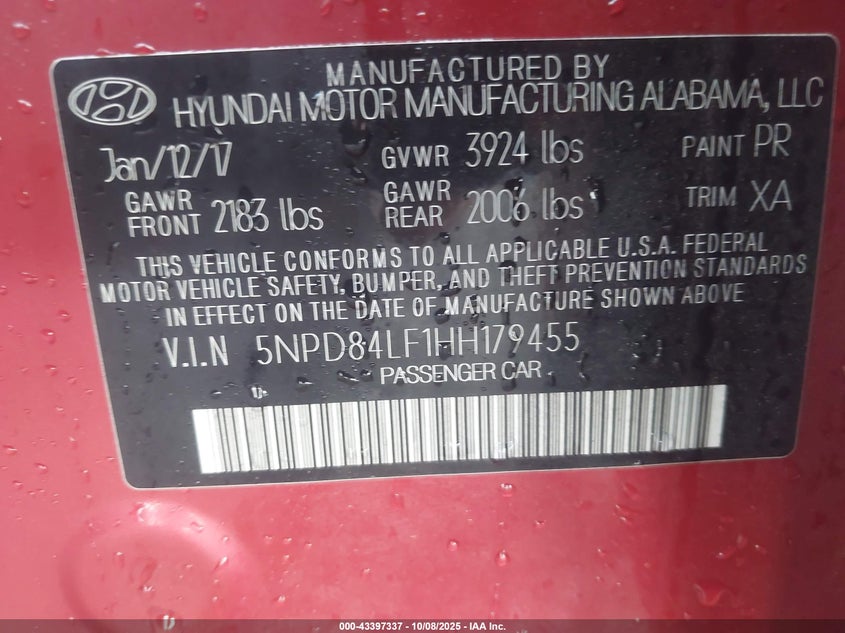 MANUFACTURED BY
HYUNDAI MOTOR MANUFACTURING ALABAMA, LLC
Jan/12/17 GVWR 3924 lbs PAINT PR
GAWR FRONT 2183 lbs GAWR REAR 2006 lbs TRIM XA
THIS VEHICLE CONFORMS TO ALL APPLICABLE U.S.A. FEDERAL
MOTOR VEHICLE SAFETY, BUMPER, AND THEFT PREVENTION STANDARDS
IN EFFECT ON THE DATE OF MANUFACTURE SHOWN ABOVE
V.I.N 5NPD84LF1HH179455
PASSENGER CAR
000-43397337 - 10/08/2025 - IAA Inc.